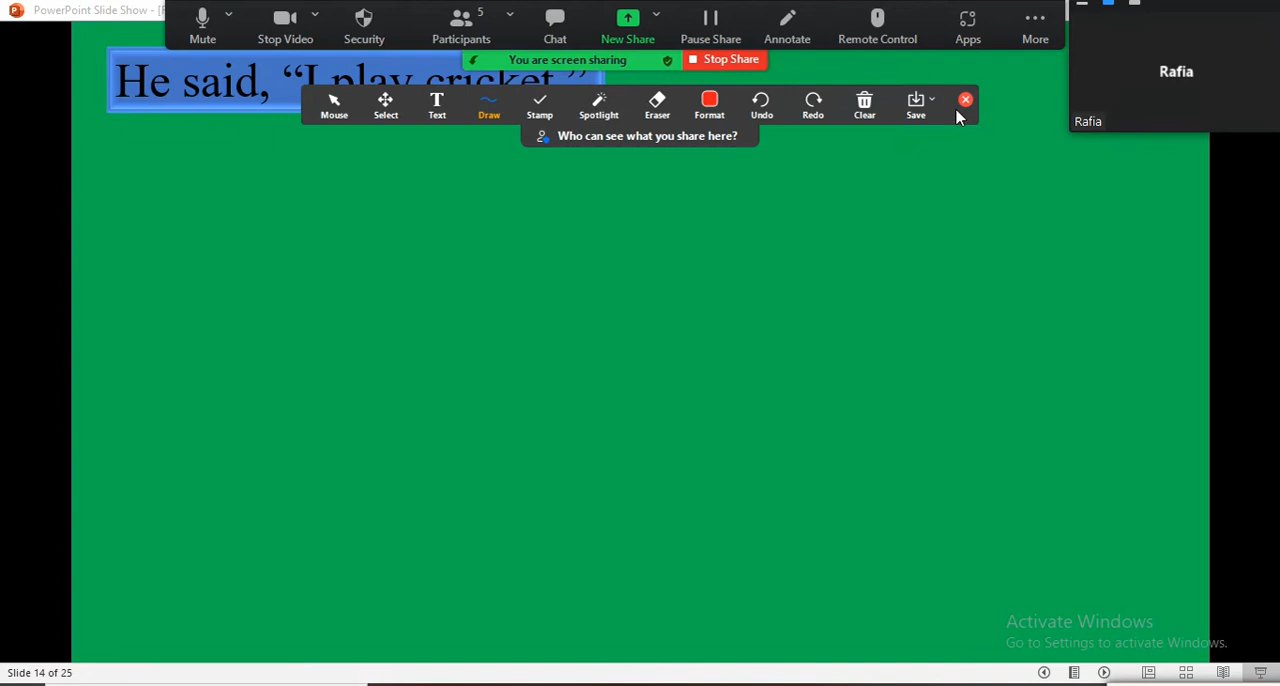 PowerPoint Slide Show - [
Mute
Stop Video
Security
Participants
5
Chat
New Share
Pause Share
Annotate
Remote Control
Apps
More
You are screen sharing
Stop Share
Rafia
Rafia
He said, “I play cricket.”
Mouse
Select
Text
Draw
Stamp
Spotlight
Eraser
Format
Undo
Redo
Clear
Save
Who can see what you share here?
Activate Windows
Go to Settings to activate Windows.
Slide 14 of 25